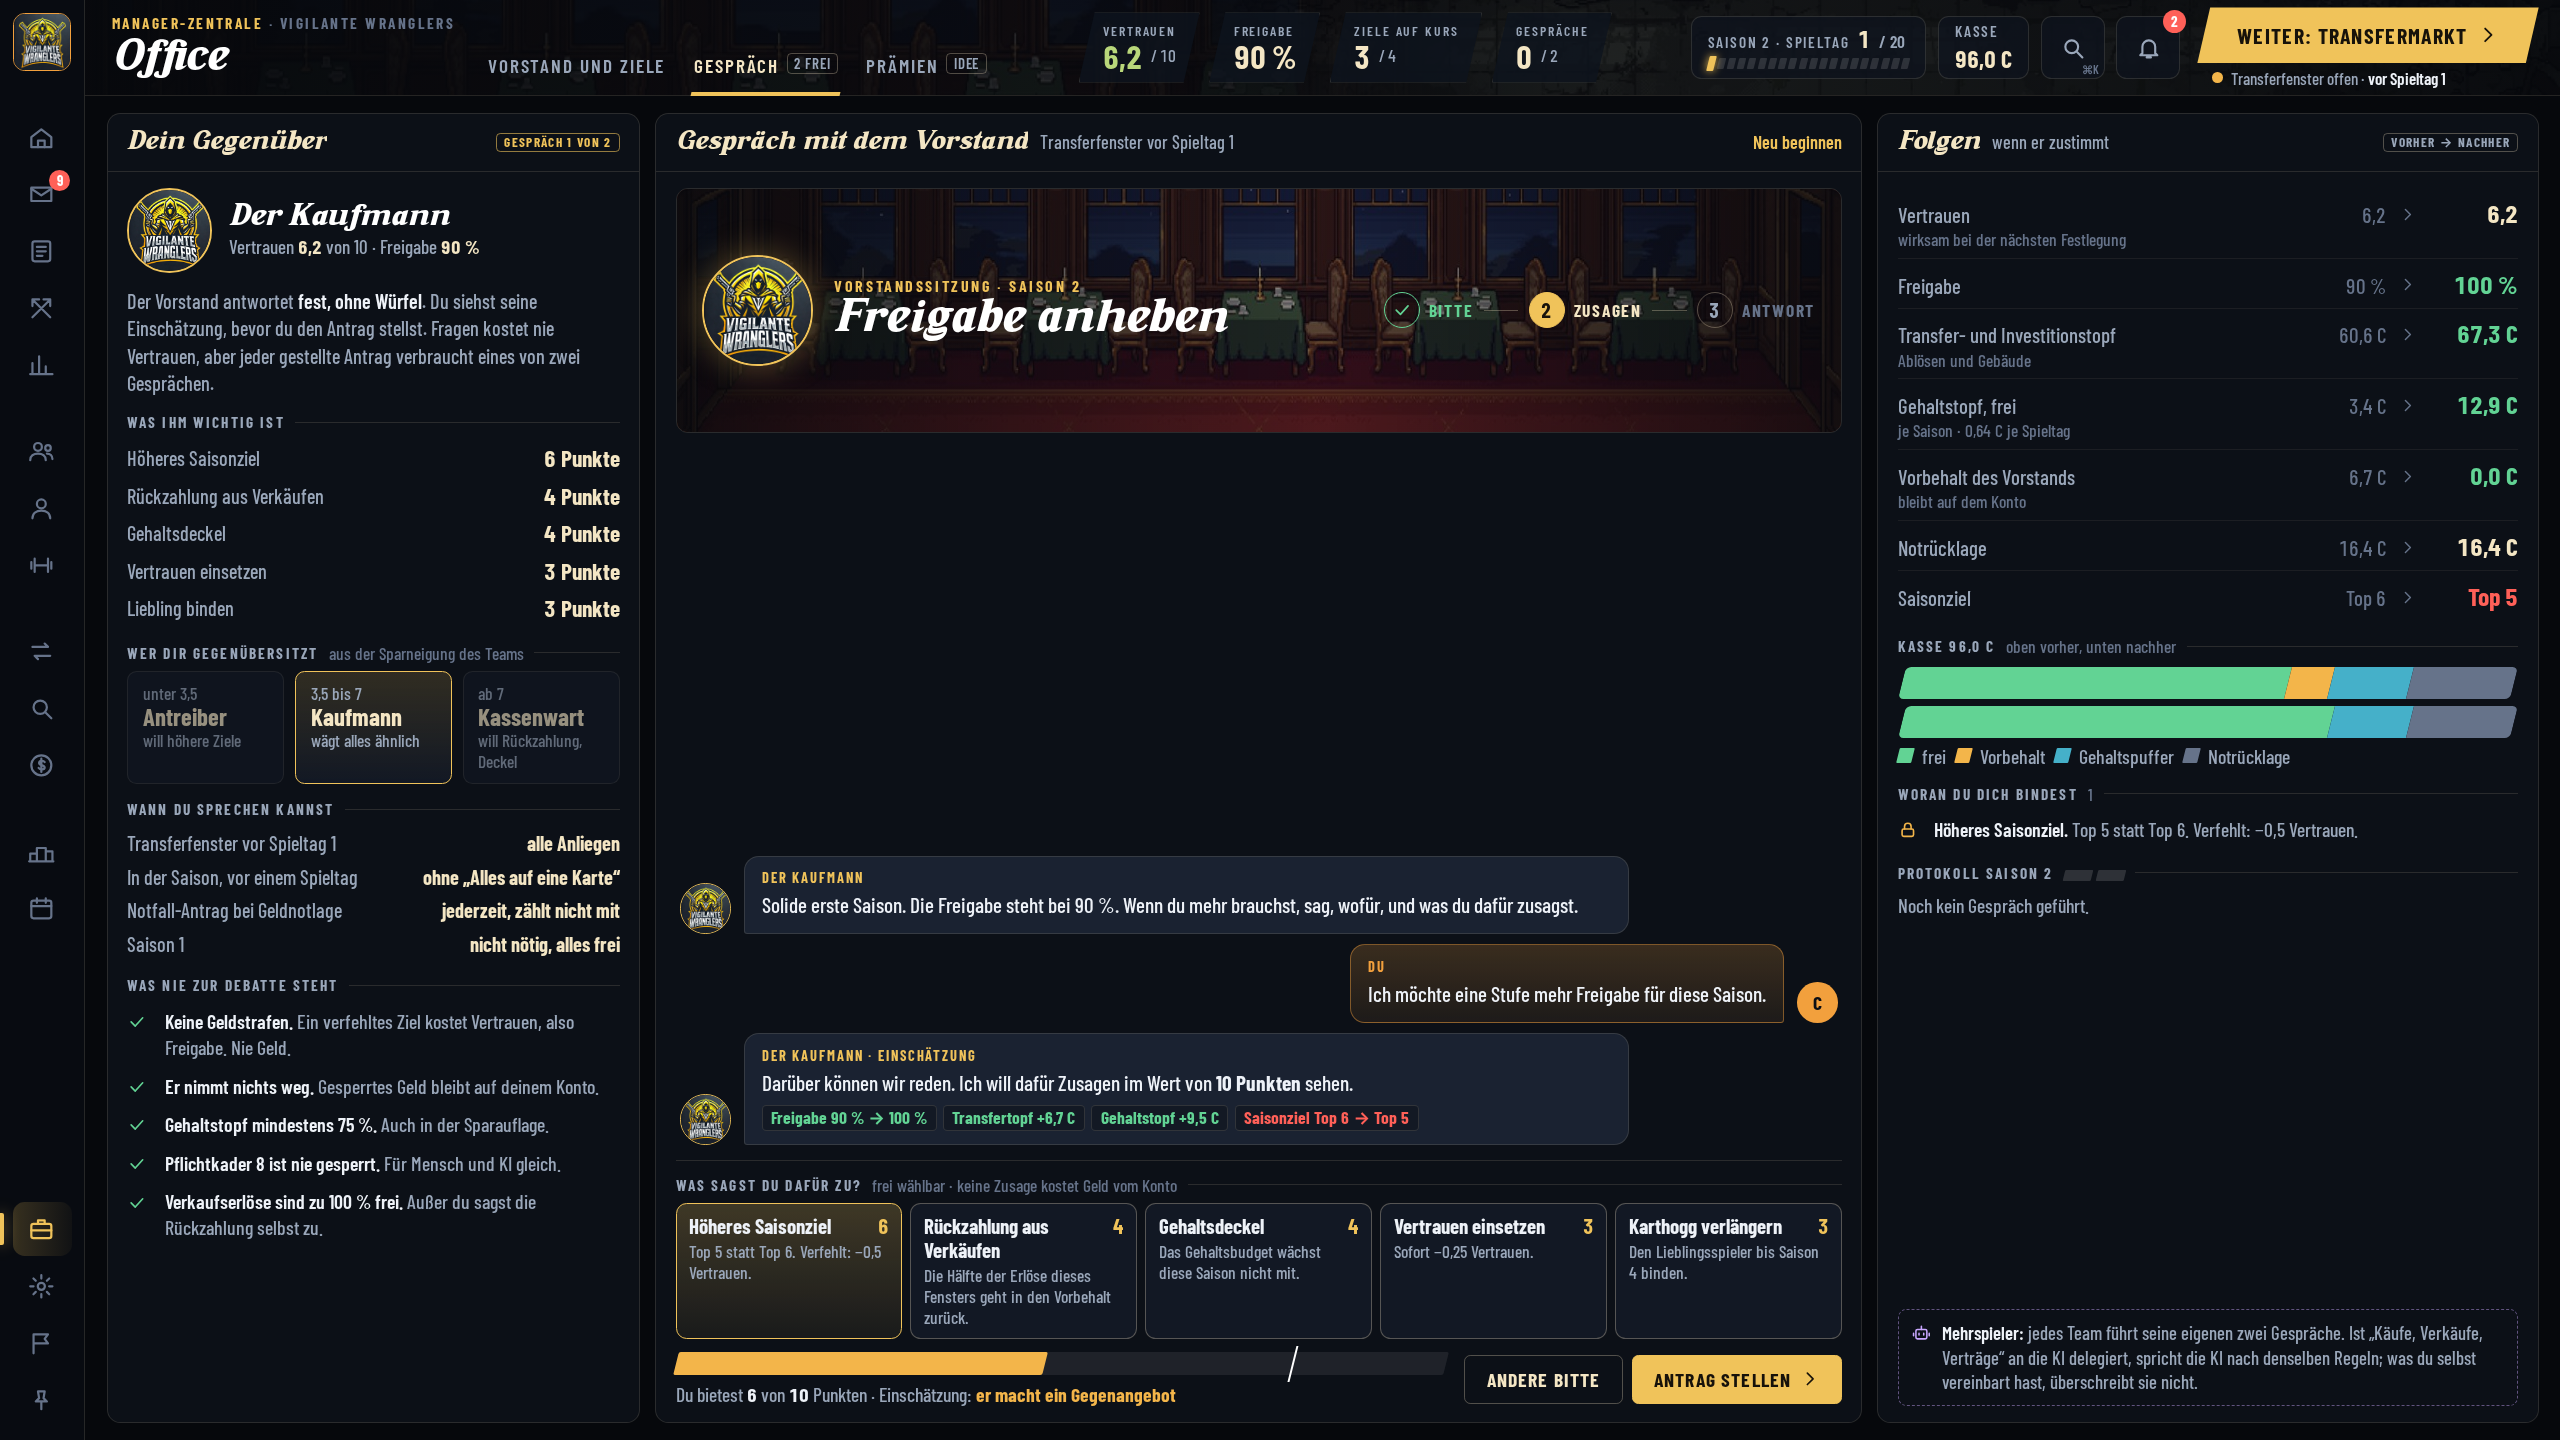 MANAGER-ZENTRALE · VIGILANTE WRANGLERS
Office
VORSTAND UND ZIELE
GESPRÄCH 2 FREI
PRÄMIEN IDEE
VERTRAUEN
6,2 / 10
FREIGABE
90 %
ZIELE AUF KURS
3 / 4
GESPRÄCHE
0 / 2
SAISON 2 · SPIELTAG 1 / 20
KASSE
96,0 C
⌘K
2
WEITER: TRANSFERMARKT
Transferfenster offen · vor Spieltag 1
9
Dein Gegenüber
GESPRÄCH 1 VON 2
VIGILANTE WRANGLERS
Der Kaufmann
Vertrauen 6,2 von 10 · Freigabe 90 %
Der Vorstand antwortet fest, ohne Würfel. Du siehst seine
Einschätzung, bevor du den Antrag stellst. Fragen kostet nie
Vertrauen, aber jeder gestellte Antrag verbraucht eines von zwei
Gesprächen.
WAS IHM WICHTIG IST
Höheres Saisonziel 6 Punkte
Rückzahlung aus Verkäufen 4 Punkte
Gehaltsdeckel 4 Punkte
Vertrauen einsetzen 3 Punkte
Liebling binden 3 Punkte
WER DIR GEGENÜBERSITZT aus der Sparneigung des Teams
unter 3,5
Antreiber
will höhere Ziele
3,5 bis 7
Kaufmann
wägt alles ähnlich
ab 7
Kassenwart
will Rückzahlung,
Deckel
WANN DU SPRECHEN KANNST
Transferfenster vor Spieltag 1 alle Anliegen
In der Saison, vor einem Spieltag ohne „Alles auf eine Karte“
Notfall-Antrag bei Geldnotlage jederzeit, zählt nicht mit
Saison 1 nicht nötig, alles frei
WAS NIE ZUR DEBATTE STEHT
Keine Geldstrafen. Ein verfehltes Ziel kostet Vertrauen, also
Freigabe. Nie Geld.
Er nimmt nichts weg. Gesperrtes Geld bleibt auf deinem Konto.
Gehaltstopf mindestens 75 %. Auch in der Sparauflage.
Pflichtkader 8 ist nie gesperrt. Für Mensch und KI gleich.
Verkaufserlöse sind zu 100 % frei. Außer du sagst die
Rückzahlung selbst zu.
Gespräch mit dem Vorstand Transferfenster vor Spieltag 1
Neu beginnen
VIGILANTE WRANGLERS
VORSTANDSSITZUNG · SAISON 2
Freigabe anheben
BITTE
2 ZUSAGEN
3 ANTWORT
DER KAUFMANN
Solide erste Saison. Die Freigabe steht bei 90 %. Wenn du mehr brauchst, sag, wofür, und was du dafür zusagst.
DU
Ich möchte eine Stufe mehr Freigabe für diese Saison.
C
DER KAUFMANN · EINSCHÄTZUNG
Darüber können wir reden. Ich will dafür Zusagen im Wert von 10 Punkten sehen.
Freigabe 90 % → 100 %
Transfertopf +6,7 C
Gehaltstopf +9,5 C
Saisonziel Top 6 → Top 5
WAS SAGST DU DAFÜR ZU? frei wählbar · keine Zusage kostet Geld vom Konto
Höheres Saisonziel 6
Top 5 statt Top 6. Verfehlt: −0,5
Vertrauen.
Rückzahlung aus
Verkäufen 4
Die Hälfte der Erlöse dieses
Fensters geht in den Vorbehalt
zurück.
Gehaltsdeckel 4
Das Gehaltsbudget wächst
diese Saison nicht mit.
Vertrauen einsetzen 3
Sofort −0,25 Vertrauen.
Karthogg verlängern 3
Den Lieblingsspieler bis Saison
4 binden.
Du bietest 6 von 10 Punkten · Einschätzung: er macht ein Gegenangebot
ANDERE BITTE
ANTRAG STELLEN
Folgen wenn er zustimmt
VORHER → NACHHER
Vertrauen 6,2 6,2
wirksam bei der nächsten Festlegung
Freigabe 90 % 100 %
Transfer- und Investitionstopf 60,6 C 67,3 C
Ablösen und Gebäude
Gehaltstopf, frei 3,4 C 12,9 C
je Saison · 0,64 C je Spieltag
Vorbehalt des Vorstands 6,7 C 0,0 C
bleibt auf dem Konto
Notrücklage 16,4 C 16,4 C
Saisonziel Top 6 Top 5
KASSE 96,0 C oben vorher, unten nachher
frei Vorbehalt Gehaltspuffer Notrücklage
WORAN DU DICH BINDEST 1
Höheres Saisonziel. Top 5 statt Top 6. Verfehlt: −0,5 Vertrauen.
PROTOKOLL SAISON 2
Noch kein Gespräch geführt.
Mehrspieler: jedes Team führt seine eigenen zwei Gespräche. Ist „Käufe, Verkäufe,
Verträge“ an die KI delegiert, spricht die KI nach denselben Regeln; was du selbst
vereinbart hast, überschreibt sie nicht.